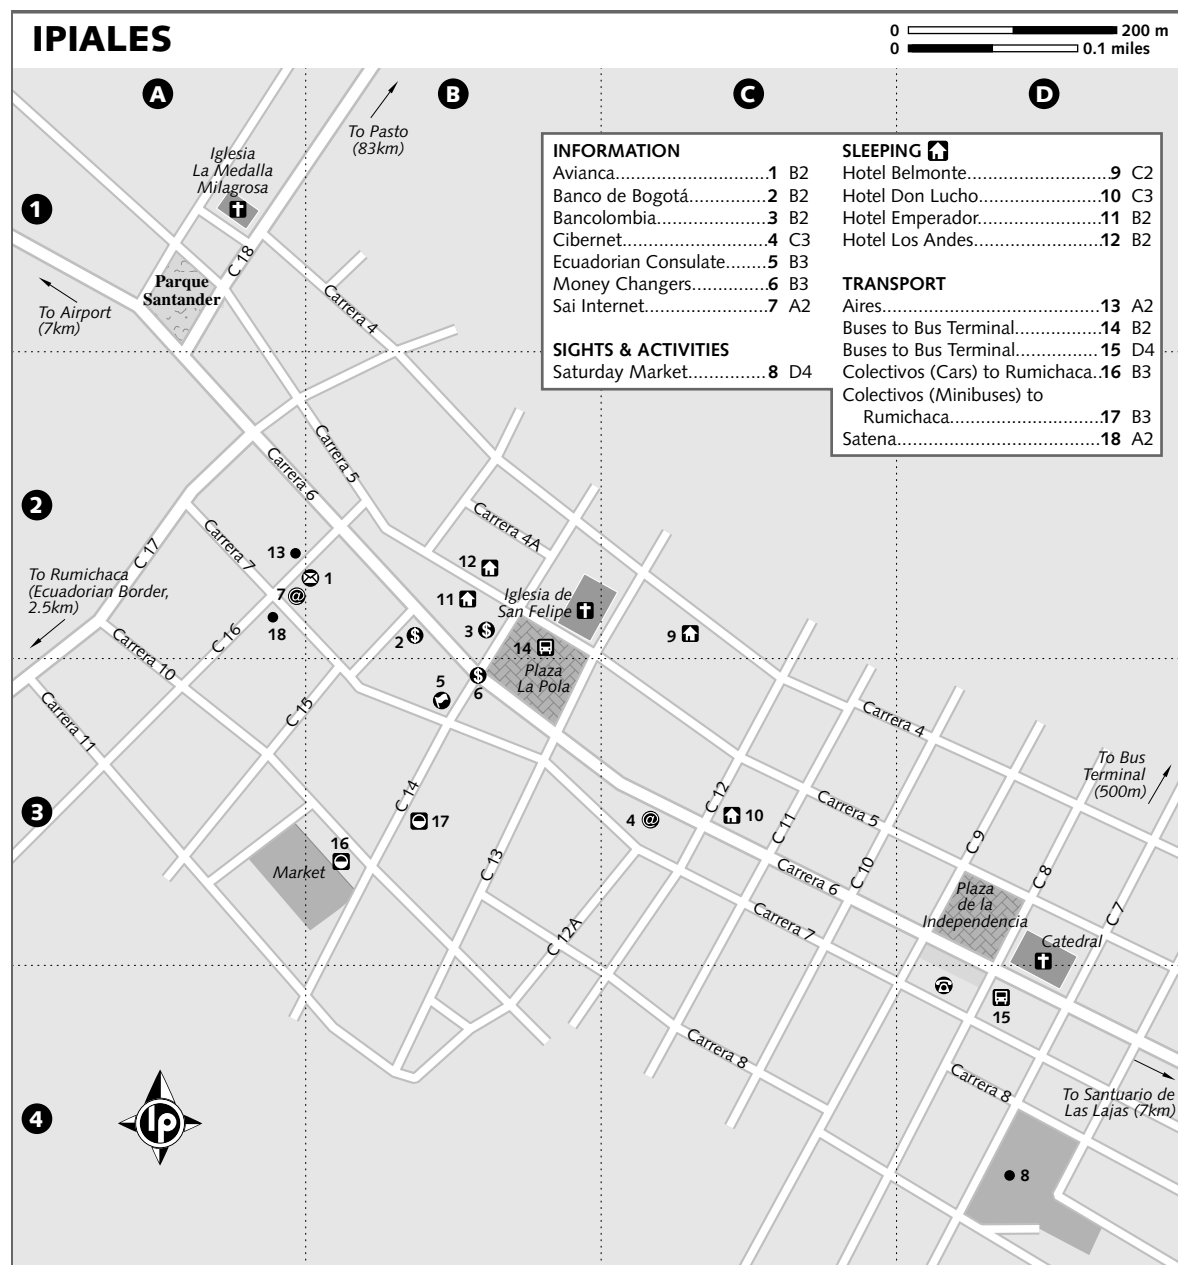 IPIALES
0 200 m
0 0.1 miles
A B C D
To Pasto
(83km)
Iglesia
La Medalla
Milagrosa
1
C 18
Parque
Santander
To Airport
(7km)
Carrera 4
INFORMATION
Avianca............................1 B2
Banco de Bogotá..............2 B2
Bancolombia....................3 B2
Cibernet..........................4 C3
Ecuadorian Consulate........5 B3
Money Changers..............6 B3
Sai Internet.......................7 A2
SIGHTS & ACTIVITIES
Saturday Market...............8 D4
SLEEPING
Hotel Belmonte..........................9 C2
Hotel Don Lucho......................10 C3
Hotel Emperador......................11 B2
Hotel Los Andes.......................12 B2
TRANSPORT
Aires........................................13 A2
Buses to Bus Terminal...............14 B2
Buses to Bus Terminal...............15 D4
Colectivos (Cars) to Rumichaca..16 B3
Colectivos (Minibuses) to
Rumichaca...........................17 B3
Satena.....................................18 A2
Carrera 5
Carrera 6
2
Carrera 7
C 17
Carrera 4A
13
12
1
To Rumichaca
(Ecuadorian Border,
2.5km)
7 @
11
Iglesia de
San Felipe
18
C 16
2 $
3 $
14
9
Carrera 10
Plaza
La Pola
5
$
6
Carrera 11
C 15
Carrera 4
To Bus
Terminal
(500m)
3
C 14
C 12
Carrera 5
17
4 @
10
C 11
16
C 9
Market
C 13
Carrera 6
C 10
C 8
Plaza
de la
Independencia
Carrera 7
C 7
C 12A
Catedral
15
Carrera 8
Carrera 8
To Santuario de
Las Lajas (7km)
4
lp
8